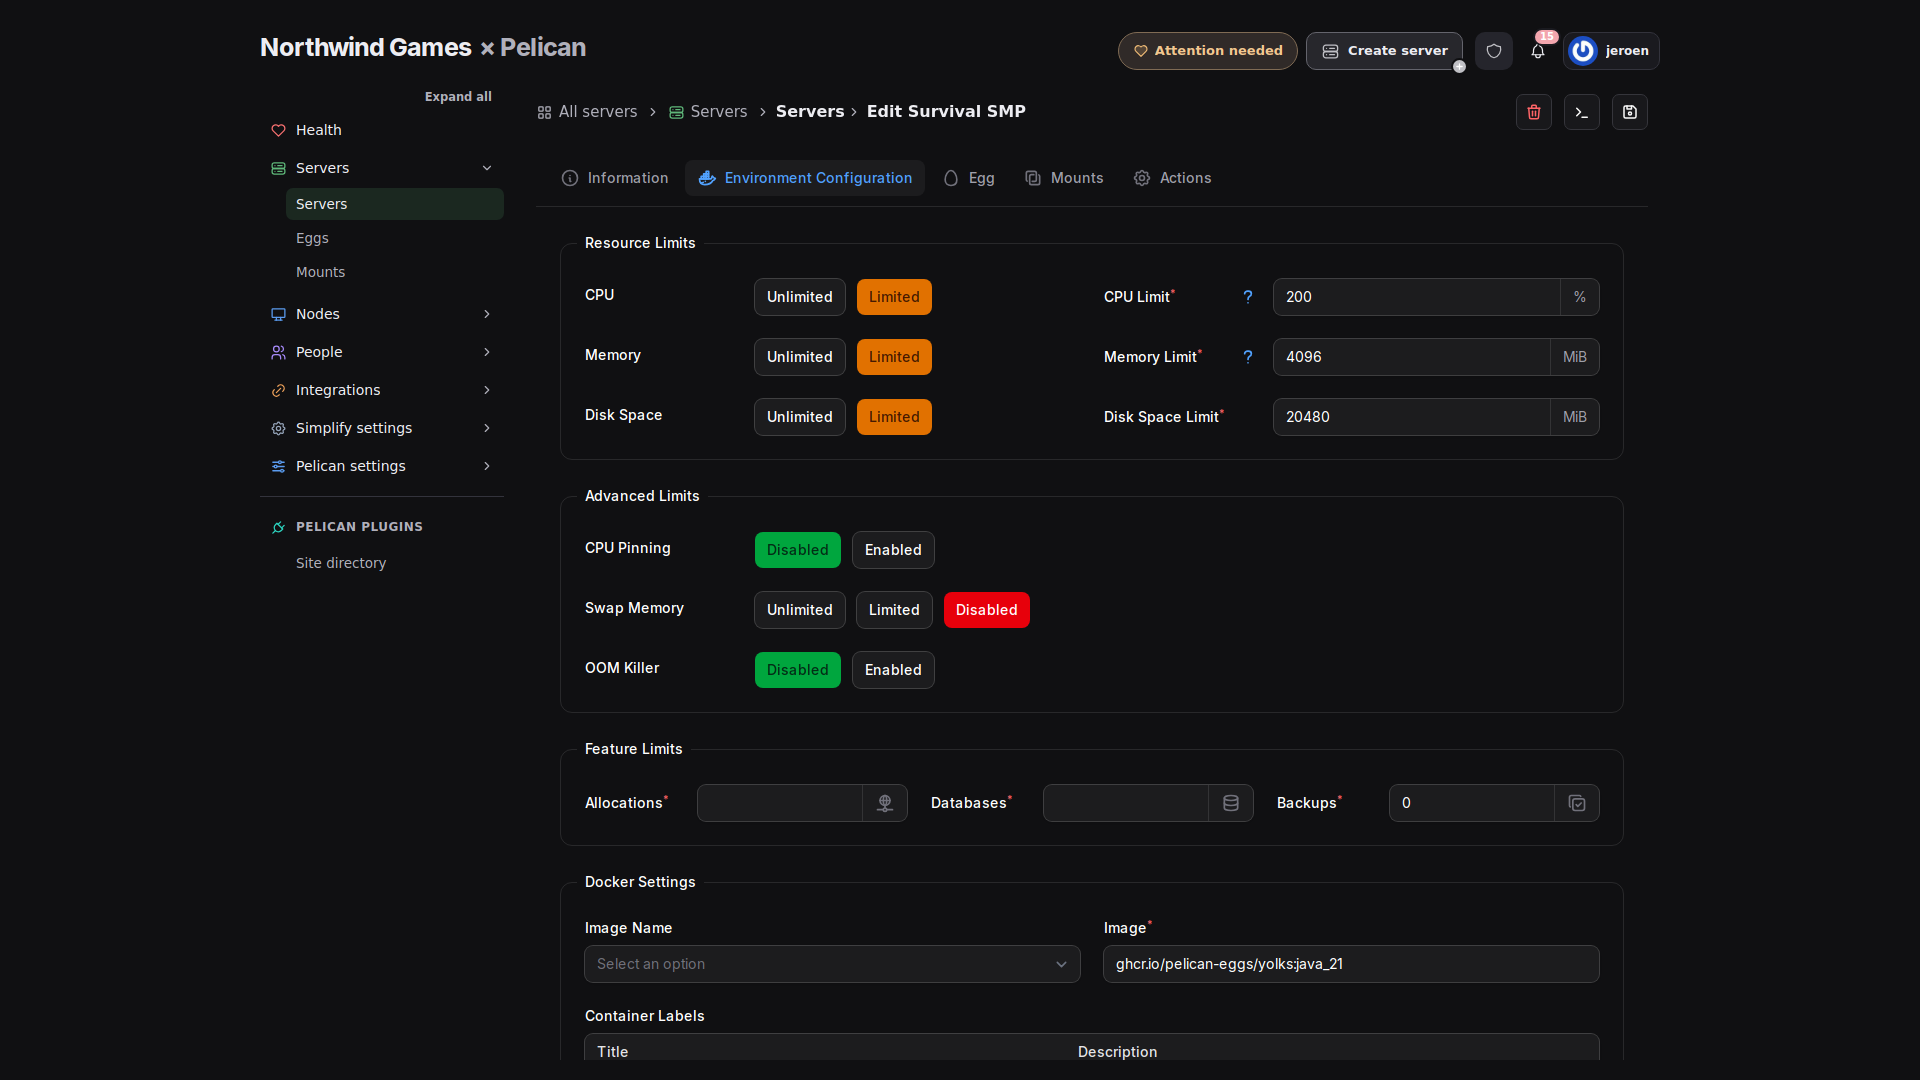 Northwind Games × Pelican
Attention needed
Create server
15
jeroen
Expand all
Health
Servers
Servers
Eggs
Mounts
Nodes
People
Integrations
Simplify settings
Pelican settings
PELICAN PLUGINS
Site directory
All servers > Servers > Servers > Edit Survival SMP
Information
Environment Configuration
Egg
Mounts
Actions
Resource Limits
CPU Unlimited Limited CPU Limit* ? 200 %
Memory Unlimited Limited Memory Limit* ? 4096 MiB
Disk Space Unlimited Limited Disk Space Limit* 20480 MiB
Advanced Limits
CPU Pinning Disabled Enabled
Swap Memory Unlimited Limited Disabled
OOM Killer Disabled Enabled
Feature Limits
Allocations* Databases* Backups* 0
Docker Settings
Image Name Image*
Select an option ghcr.io/pelican-eggs/yolks:java_21
Container Labels
Title Description